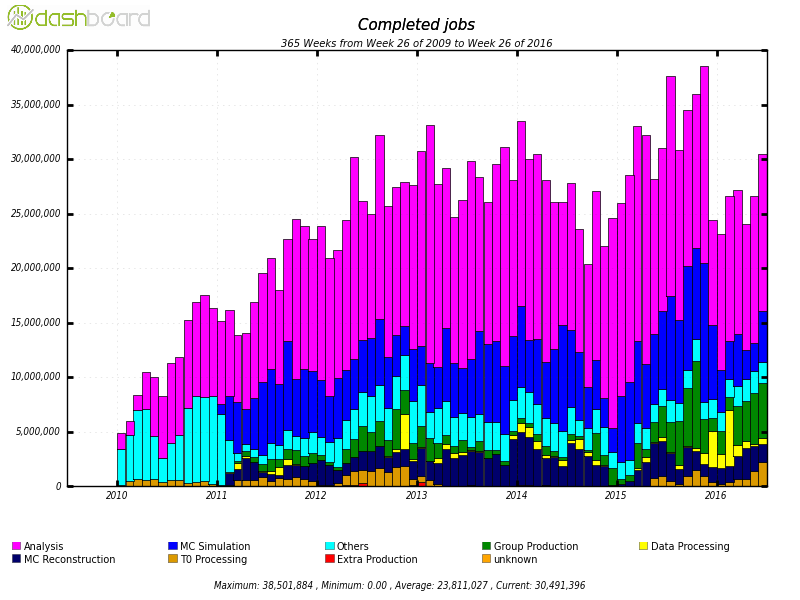 dashboard
Completed jobs
365 Weeks from Week 26 of 2009 to Week 26 of 2016
40,000,000
35,000,000
30,000,000
25,000,000
20,000,000
15,000,000
10,000,000
5,000,000
0
2010 2011 2012 2013 2014 2015 2016
Analysis MC Simulation Others Group Production Data Processing
MC Reconstruction T0 Processing Extra Production unknown
Maximum: 38,501,884 , Minimum: 0.00 , Average: 23,811,027 , Current: 30,491,396